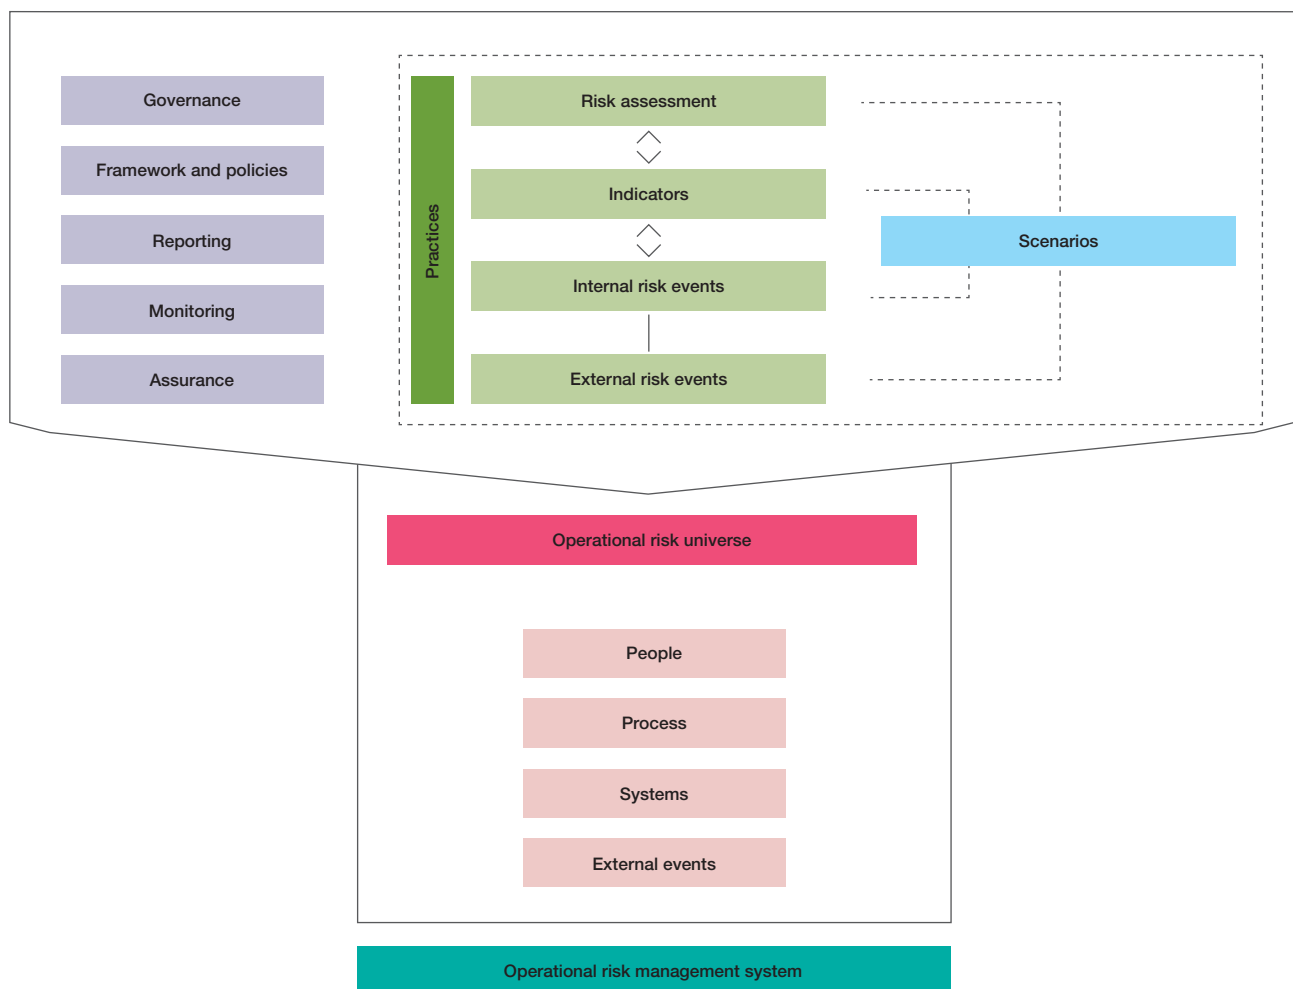 Governance
Framework and policies
Reporting
Monitoring
Assurance
Practices
Risk assessment
Indicators
Internal risk events
External risk events
Scenarios
Operational risk universe
People
Process
Systems
External events
Operational risk management system